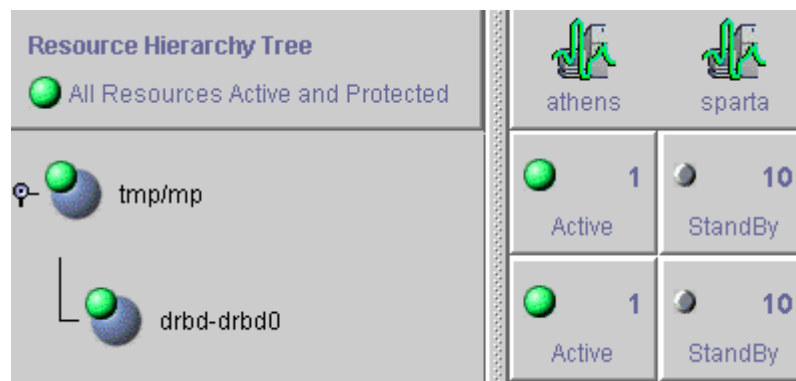 Resource Hierarchy Tree
All Resources Active and Protected
athens
sparta
tmp/mp
1
Active
10
StandBy
drbd-drbd0
1
Active
10
StandBy